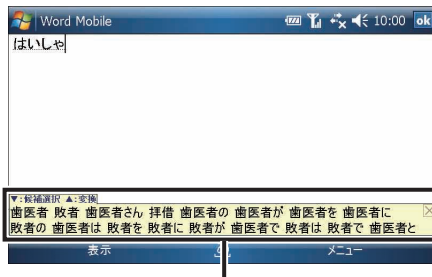 Word Mobile 10:00 ok
はいしゃ
▼:候補選択 ▲:変換
歯医者 敗者 歯医者さん 拝借 歯医者の 歯医者が 歯医者を 歯医者に
敗者の 歯医者は 敗者を 敗者に 敗者が 歯医者で 敗者は 敗者で 歯医者と
表示 メニュー